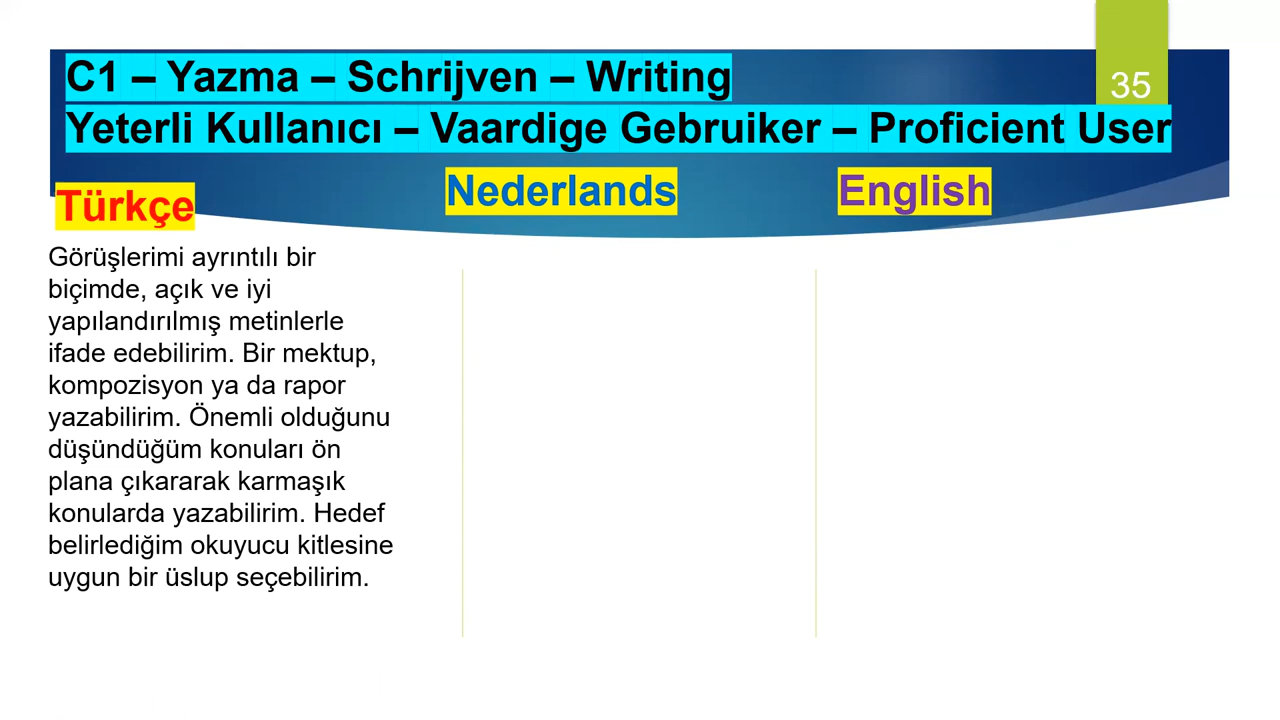 C1 – Yazma – Schrijven – Writing
Yeterli Kullanıcı – Vaardige Gebruiker – Proficient User
35
Türkçe
Nederlands
English
Görüşlerimi ayrıntılı bir
biçimde, açık ve iyi
yapılandırılmış metinlerle
ifade edebilirim. Bir mektup,
kompozisyon ya da rapor
yazabilirim. Önemli olduğunu
düşündüğüm konuları ön
plana çıkararak karmaşık
konularda yazabilirim. Hedef
belirlediğim okuyucu kitlesine
uygun bir üslup seçebilirim.